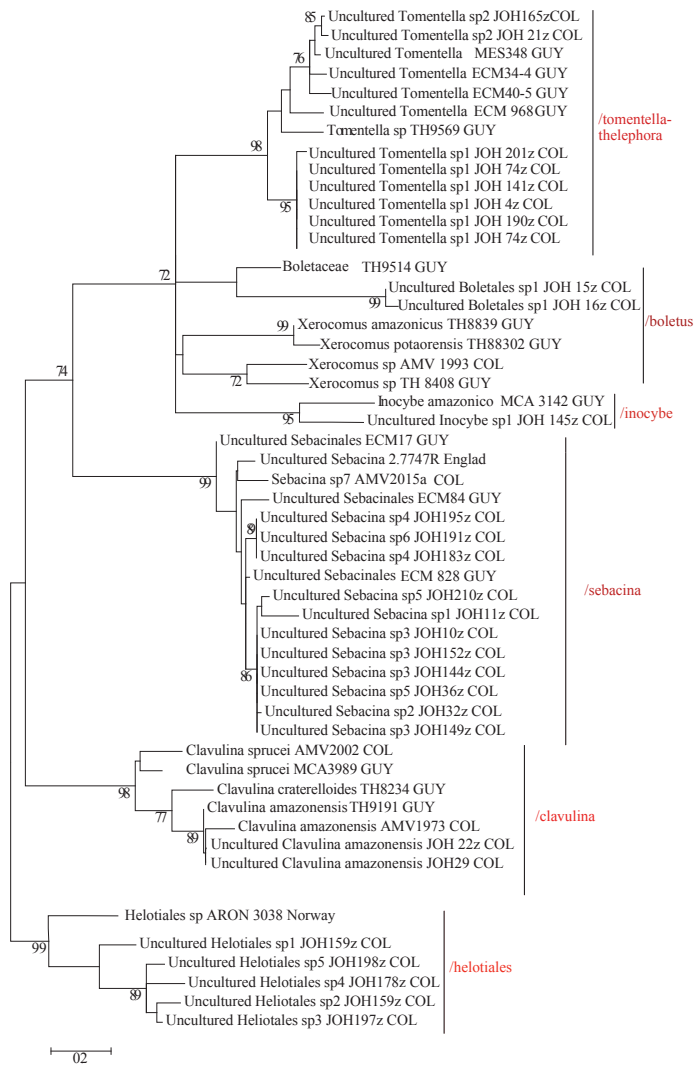 85
Uncultured Tomentella sp2 JOH165zCOL
Uncultured Tomentella sp2 JOH 21z COL
76
Uncultured Tomentella MES348 GUY
Uncultured Tomentella ECM34-4 GUY
Uncultured Tomentella ECM40-5 GUY
Uncultured Tomentella ECM 968GUY
/tomentella-
thelephora
Tomentella sp TH9569 GUY
98
Uncultured Tomentella sp1 JOH 201z COL
Uncultured Tomentella sp1 JOH 74z COL
Uncultured Tomentella sp1 JOH 141z COL
95
Uncultured Tomentella sp1 JOH 4z COL
Uncultured Tomentella sp1 JOH 190z COL
Uncultured Tomentella sp1 JOH 74z COL
72
Boletaceae TH9514 GUY
Uncultured Boletales sp1 JOH 15z COL
99
Uncultured Boletales sp1 JOH 16z COL
/boletus
99
Xerocomus amazonicus TH8839 GUY
Xerocomus potaorensis TH88302 GUY
74
Xerocomus sp AMV 1993 COL
72
Xerocomus sp TH 8408 GUY
Inocybe amazonico MCA 3142 GUY
/inocybe
95
Uncultured Inocybe sp1 JOH 145z COL
Uncultured Sebacinales ECM17 GUY
Uncultured Sebacina 2.7747R Englad
99
Sebacina sp7 AMV2015a COL
Uncultured Sebacinales ECM84 GUY
Uncultured Sebacina sp4 JOH195z COL
89
Uncultured Sebacina sp6 JOH191z COL
Uncultured Sebacina sp4 JOH183z COL
Uncultured Sebacinales ECM 828 GUY
/sebacina
Uncultured Sebacina sp5 JOH210z COL
Uncultured Sebacina sp1 JOH11z COL
Uncultured Sebacina sp3 JOH10z COL
Uncultured Sebacina sp3 JOH152z COL
86
Uncultured Sebacina sp3 JOH144z COL
Uncultured Sebacina sp5 JOH36z COL
Uncultured Sebacina sp2 JOH32z COL
Uncultured Sebacina sp3 JOH149z COL
Clavulina sprucei AMV2002 COL
Clavulina sprucei MCA3989 GUY
98
Clavulina craterelloides TH8234 GUY
77
Clavulina amazonensis TH9191 GUY
/clavulina
Clavulina amazonensis AMV1973 COL
89
Uncultured Clavulina amazonensis JOH 22z COL
Uncultured Clavulina amazonensis JOH29 COL
Helotiales sp ARON 3038 Norway
99
Uncultured Helotiales sp1 JOH159z COL
Uncultured Helotiales sp5 JOH198z COL
/helotiales
89
Uncultured Helotiales sp4 JOH178z COL
Uncultured Heliotales sp2 JOH159z COL
Uncultured Heliotales sp3 JOH197z COL
02